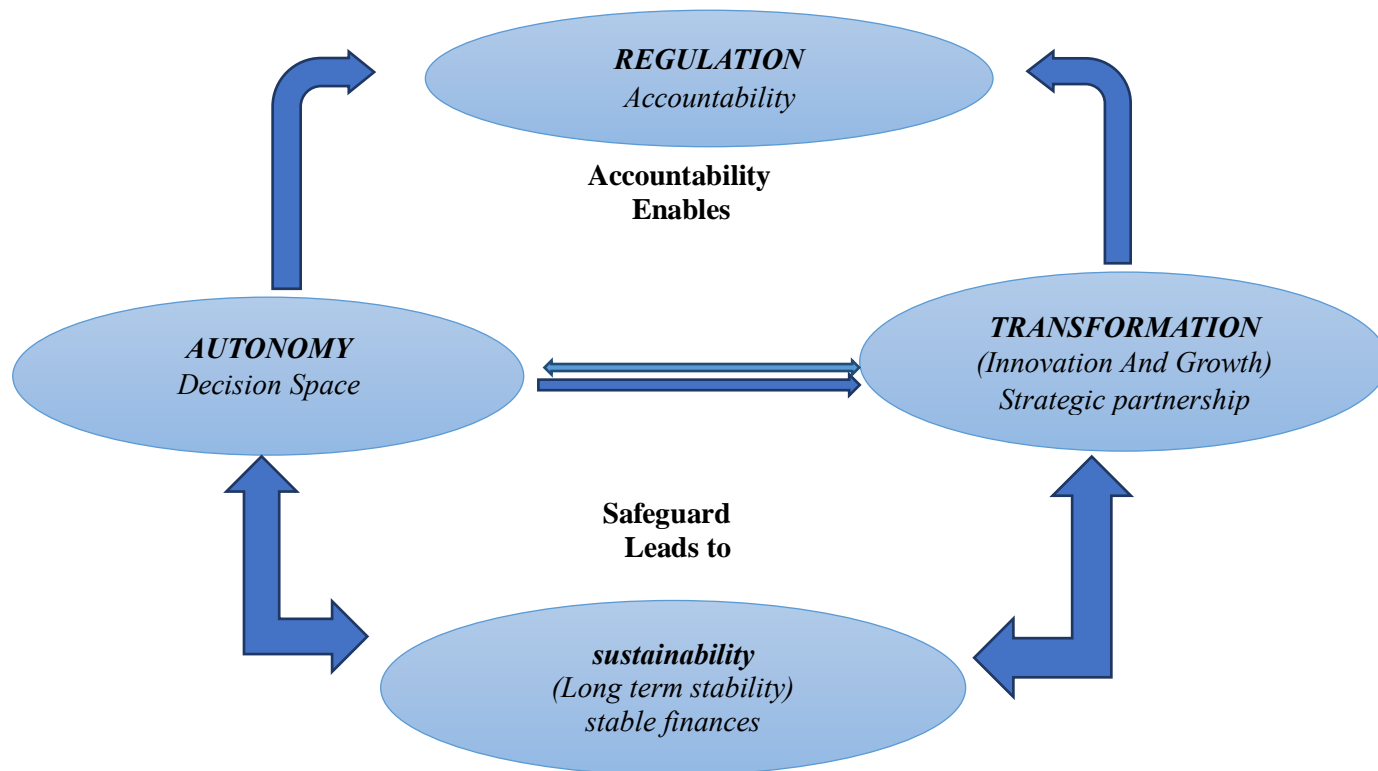 REGULATION
Accountability
Accountability
Enables
AUTONOMY
Decision Space
TRANSFORMATION
(Innovation And Growth)
Strategic partnership
Safeguard
Leads to
sustainability
(Long term stability)
stable finances